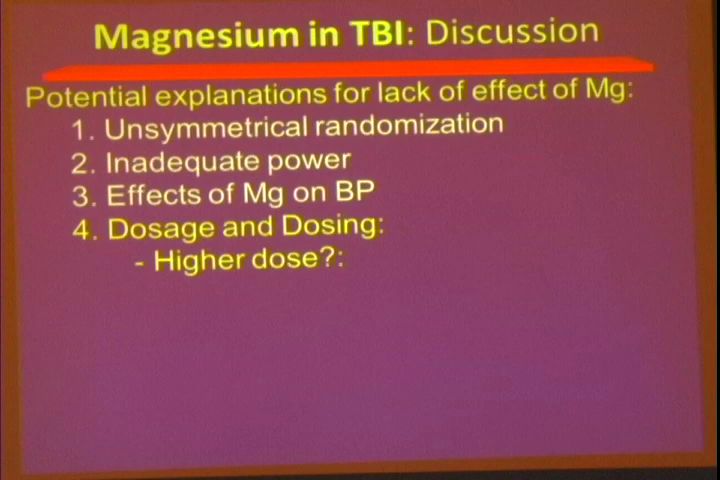 Magnesium in TBI: Discussion
Potential explanations for lack of effect of Mg:
1. Unsymmetrical randomization
2. Inadequate power
3. Effects of Mg on BP
4. Dosage and Dosing:
- Higher dose?: